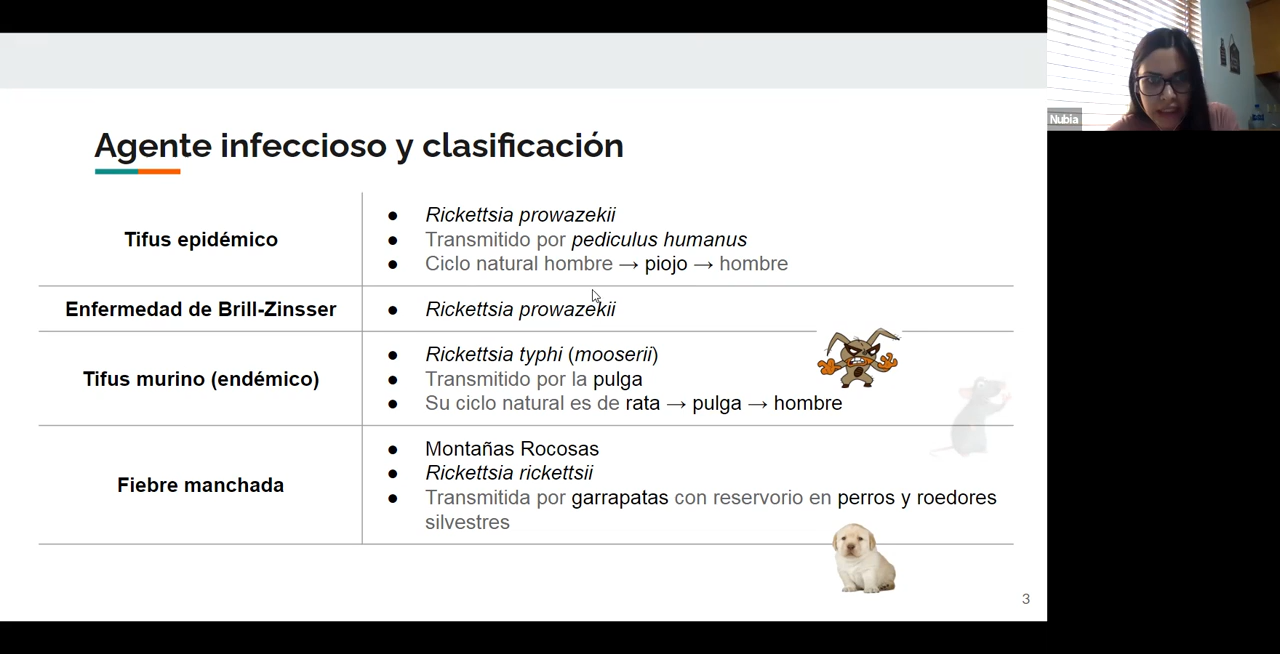 Nubia
Agente infeccioso y clasificación
Tifus epidémico
● Rickettsia prowazekii
● Transmitido por pediculus humanus
● Ciclo natural hombre → piojo → hombre
Enfermedad de Brill-Zinsser
● Rickettsia prowazekii
Tifus murino (endémico)
● Rickettsia typhi (mooserii)
● Transmitido por la pulga
● Su ciclo natural es de rata → pulga → hombre
Fiebre manchada
● Montañas Rocosas
● Rickettsia rickettsii
● Transmitida por garrapatas con reservorio en perros y roedores
silvestres
3